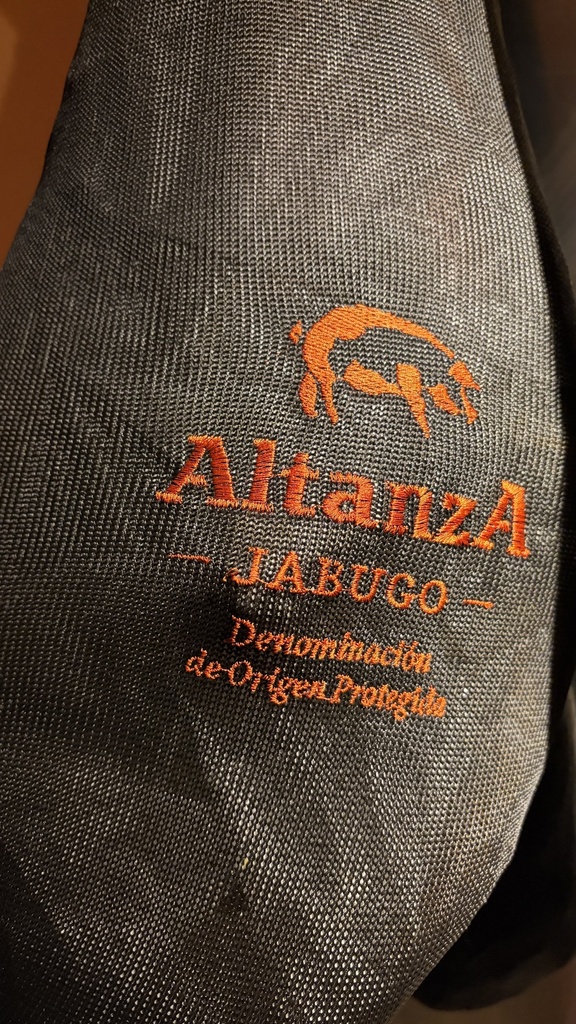 AltanzA
— JABUGO —
Denominación
de Origen Protegida